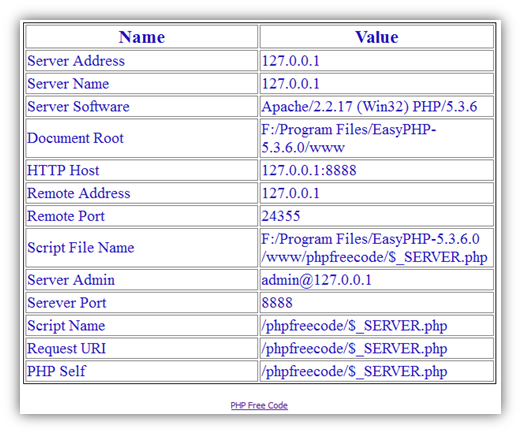 Name Value
Server Address 127.0.0.1
Server Name 127.0.0.1
Server Software Apache/2.2.17 (Win32) PHP/5.3.6
Document Root F:/Program Files/EasyPHP-
5.3.6.0/www
HTTP Host 127.0.0.1:8888
Remote Address 127.0.0.1
Remote Port 24355
Script File Name F:/Program Files/EasyPHP-5.3.6.0
/www/phpfreecode/$_SERVER.php
Server Admin admin@127.0.0.1
Serever Port 8888
Script Name /phpfreecode/$_SERVER.php
Request URI /phpfreecode/$_SERVER.php
PHP Self /phpfreecode/$_SERVER.php
PHP Free Code